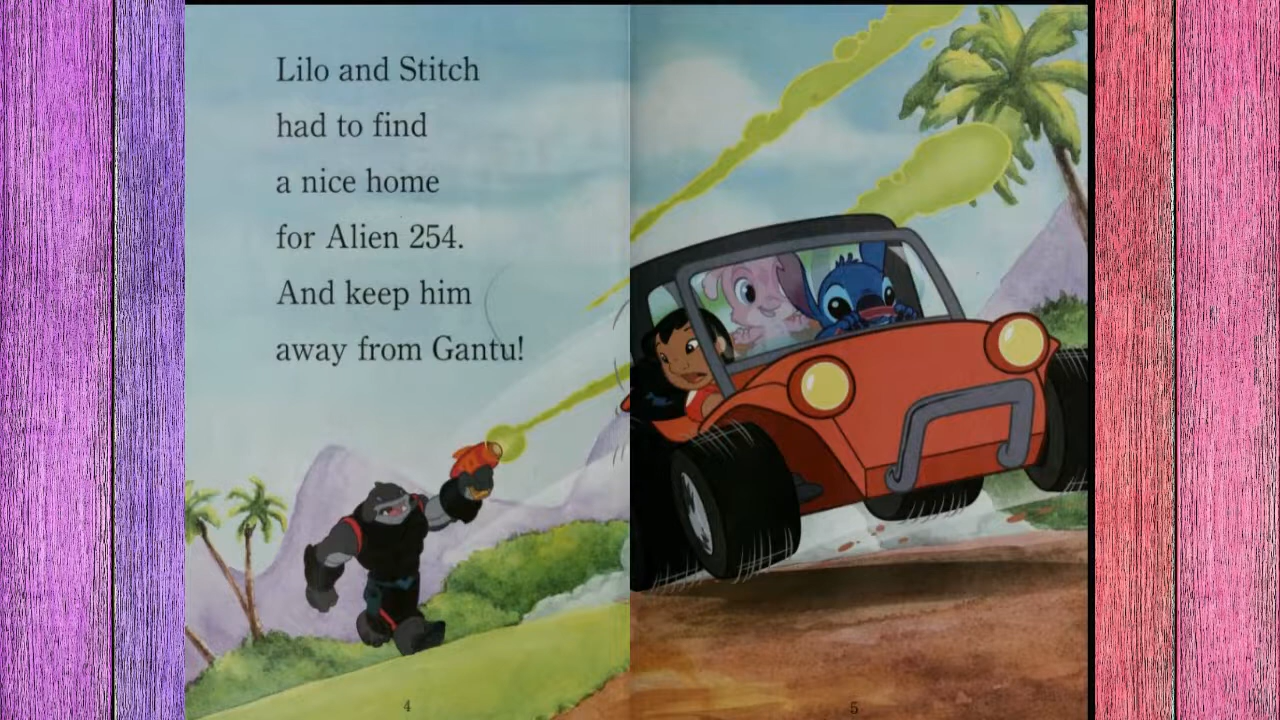 Lilo and Stitch
had to find
a nice home
for Alien 254.
And keep him
away from Gantu!
4
5